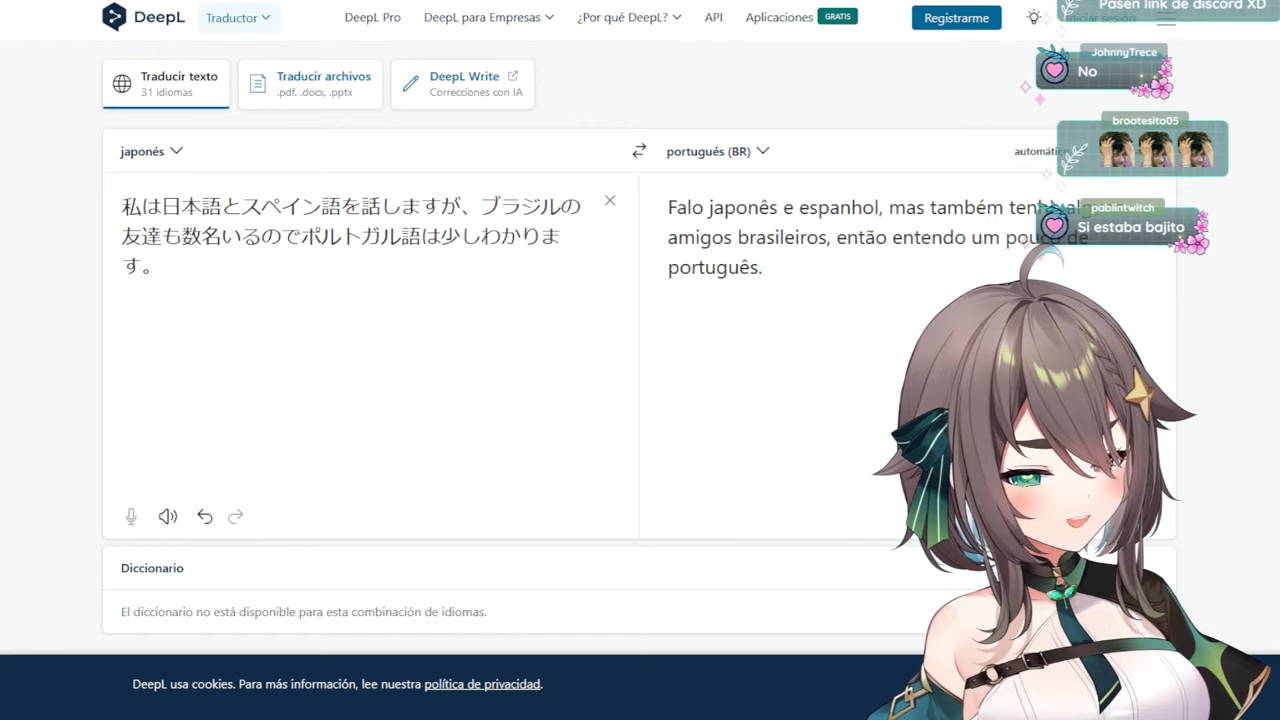 DeepL
Traductor
DeepL Pro
DeepL para Empresas
¿Por qué DeepL?
API
Aplicaciones
GRATIS
Registrarme
Iniciar sesión
Pasen link de discord XD
Traducir texto
31 idiomas
Traducir archivos
.pdf, .docx, .pptx
DeepL Write
Correcciones con IA
JohnnyTrece
No
brootesito05
japonés
português (BR)
私は日本語とスペイン語を話しますが、ブラジルの
友達も数名いるのでポルトガル語は少しわかりま
す。
Falo japonês e espanhol, mas também
amigos brasileiros, então entendo um pouco de
português.
pablintwitch
Si estaba bajito
Diccionario
El diccionario no está disponible para esta combinación de idiomas.
DeepL usa cookies. Para más información, lee nuestra política de privacidad.